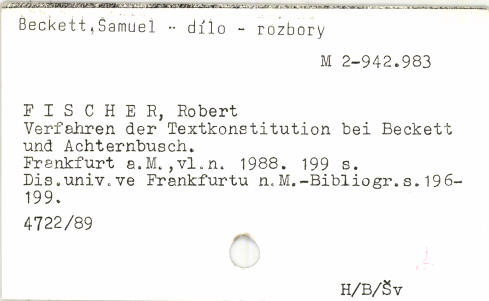 Beckett,Samuel - dílo - rozbory
M 2-942.983
F I S C H E R, Robert
Verfahren der Textkonstitution bei Beckett
und Achternbusch.
Frankfurt a.M.,vl.n. 1988. 199 s.
Dis.univ.ve Frankfurtu n.M.-Bibliogr.s.196-
199.
4722/89
H/B/Šv